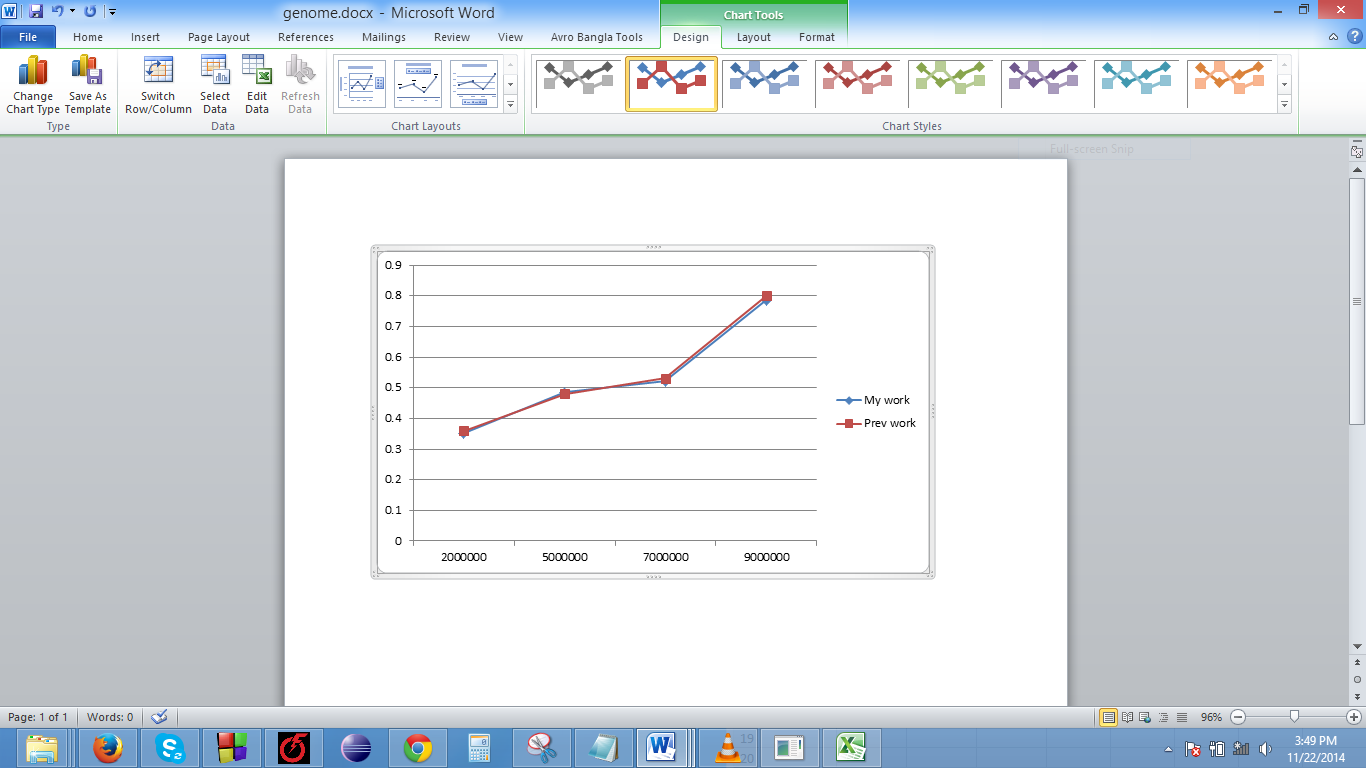 genome.docx - Microsoft Word
Chart Tools
File Home Insert Page Layout References Mailings Review View Avro Bangla Tools Design Layout Format
Change Chart Type
Save As Template
Switch Row/Column
Select Data
Edit Data
Refresh Data
Type
Data
Chart Layouts
Chart Styles
Full-screen Snip
0.9
0.8
0.7
0.6
0.5
0.4
0.3
0.2
0.1
0
2000000 5000000 7000000 9000000
My work
Prev work
Page: 1 of 1 Words: 0 96%
19
20
3:49 PM
11/22/2014